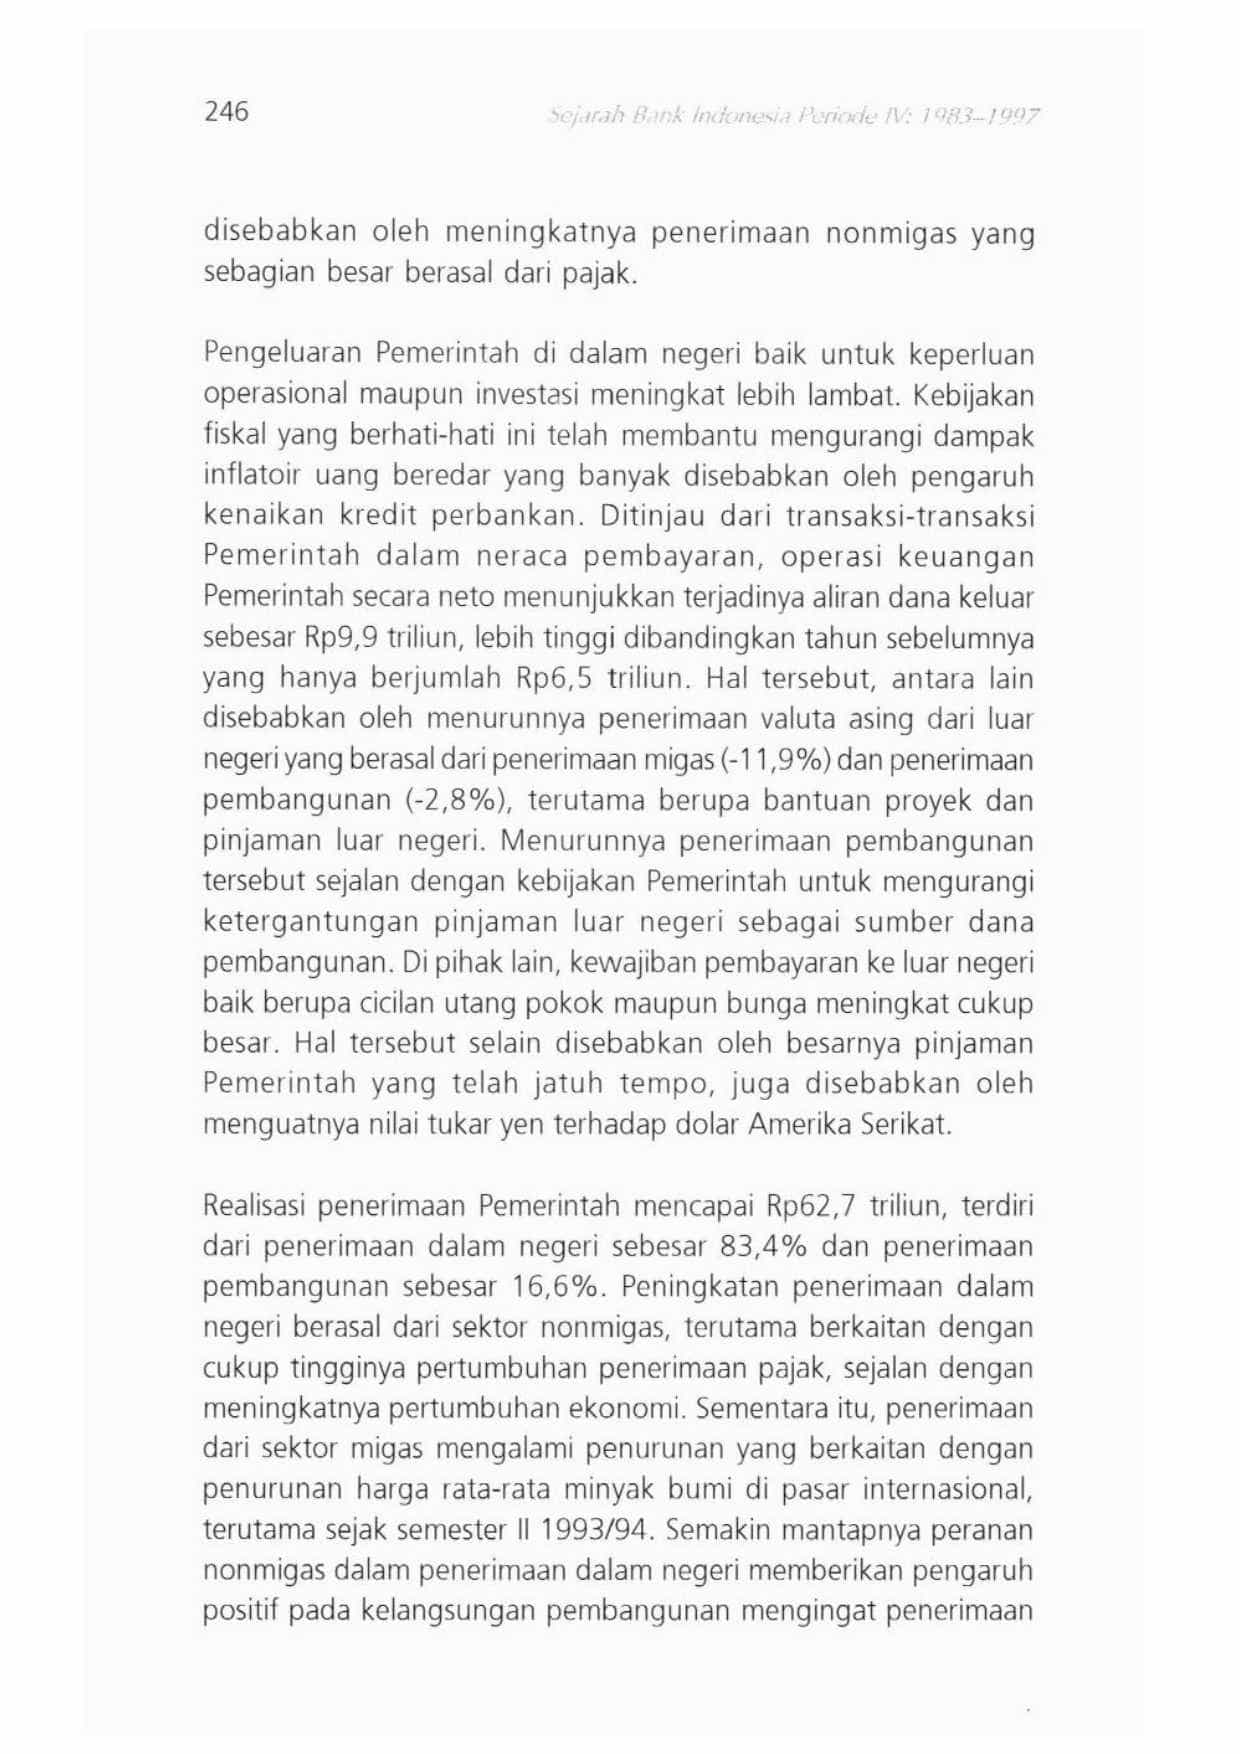 246
Sejarah Bank Indonesia Periode IV: 1983–1997
disebabkan oleh meningkatnya penerimaan nonmigas yang
sebagian besar berasal dari pajak.
Pengeluaran Pemerintah di dalam negeri baik untuk keperluan
operasional maupun investasi meningkat lebih lambat. Kebijakan
fiskal yang berhati-hati ini telah membantu mengurangi dampak
inflatoir uang beredar yang banyak disebabkan oleh pengaruh
kenaikan kredit perbankan. Ditinjau dari transaksi-transaksi
Pemerintah dalam neraca pembayaran, operasi keuangan
Pemerintah secara neto menunjukkan terjadinya aliran dana keluar
sebesar Rp9,9 triliun, lebih tinggi dibandingkan tahun sebelumnya
yang hanya berjumlah Rp6,5 triliun. Hal tersebut, antara lain
disebabkan oleh menurunnya penerimaan valuta asing dari luar
negeri yang berasal dari penerimaan migas (-11,9%) dan penerimaan
pembangunan (-2,8%), terutama berupa bantuan proyek dan
pinjaman luar negeri. Menurunnya penerimaan pembangunan
tersebut sejalan dengan kebijakan Pemerintah untuk mengurangi
ketergantungan pinjaman luar negeri sebagai sumber dana
pembangunan. Di pihak lain, kewajiban pembayaran ke luar negeri
baik berupa cicilan utang pokok maupun bunga meningkat cukup
besar. Hal tersebut selain disebabkan oleh besarnya pinjaman
Pemerintah yang telah jatuh tempo, juga disebabkan oleh
menguatnya nilai tukar yen terhadap dolar Amerika Serikat.
Realisasi penerimaan Pemerintah mencapai Rp62,7 triliun, terdiri
dari penerimaan dalam negeri sebesar 83,4% dan penerimaan
pembangunan sebesar 16,6%. Peningkatan penerimaan dalam
negeri berasal dari sektor nonmigas, terutama berkaitan dengan
cukup tingginya pertumbuhan penerimaan pajak, sejalan dengan
meningkatnya pertumbuhan ekonomi. Sementara itu, penerimaan
dari sektor migas mengalami penurunan yang berkaitan dengan
penurunan harga rata-rata minyak bumi di pasar internasional,
terutama sejak semester II 1993/94. Semakin mantapnya peranan
nonmigas dalam penerimaan dalam negeri memberikan pengaruh
positif pada kelangsungan pembangunan mengingat penerimaan